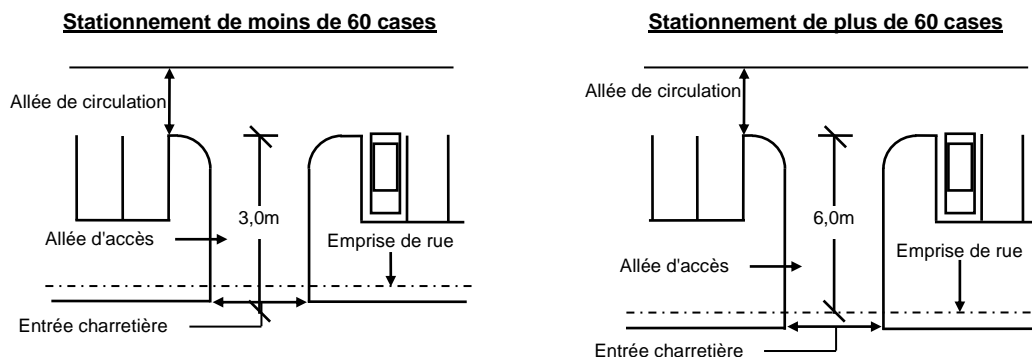 Stationnement de moins de 60 cases
Allée de circulation
3,0m
Allée d'accès
Emprise de rue
Entrée charretière
Stationnement de plus de 60 cases
Allée de circulation
6,0m
Emprise de rue
Allée d'accès
Entrée charretière